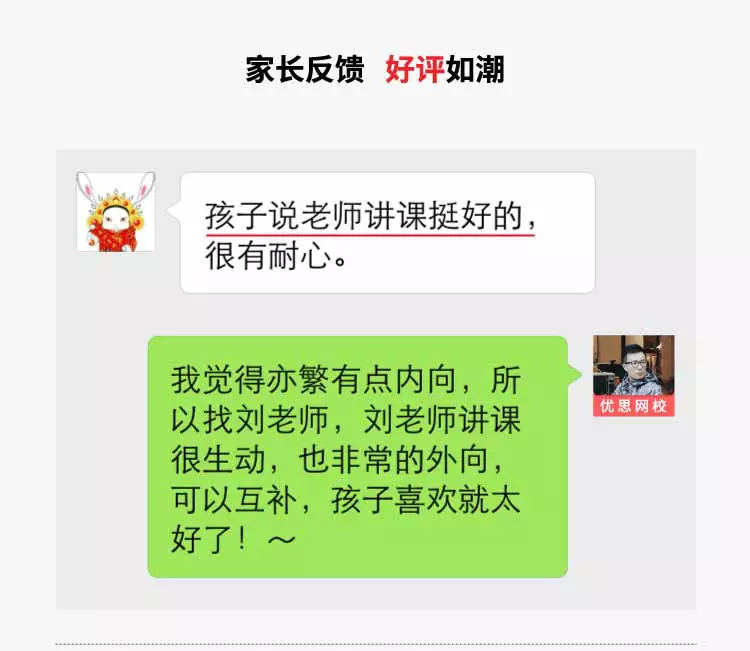 家长反馈 好评如潮
孩子说老师讲课挺好的，
很有耐心。
我觉得亦繁有点内向，所
以找刘老师，刘老师讲课
很生动，也非常的外向，
可以互补，孩子喜欢就太
好了！～
优思网校